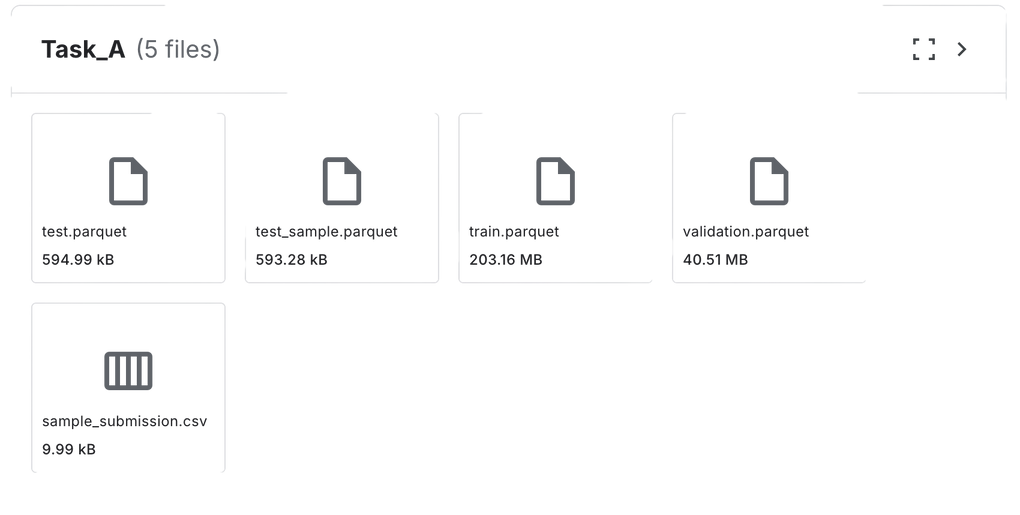 Task_A (5 files)
test.parquet
594.99 kB
test_sample.parquet
593.28 kB
train.parquet
203.16 MB
validation.parquet
40.51 MB
sample_submission.csv
9.99 kB